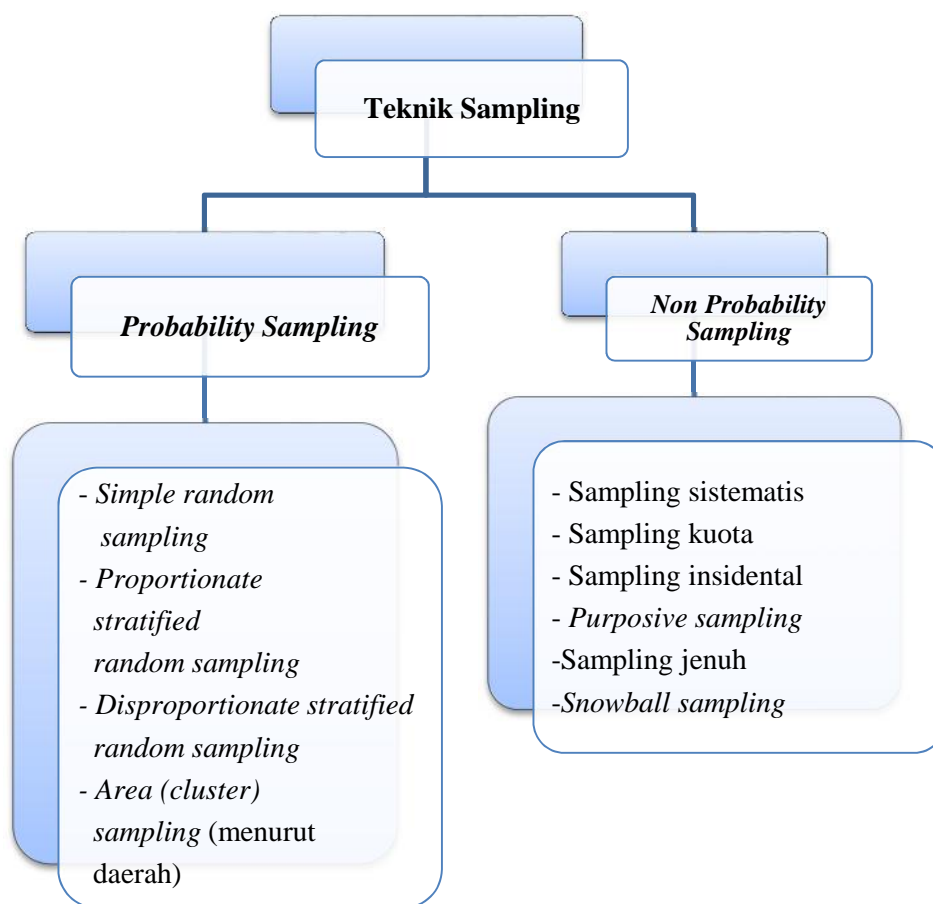 Teknik Sampling
Probability Sampling
Non Probability
Sampling
- Simple random
sampling
- Proportionate
stratified
random sampling
- Disproportionate stratified
random sampling
- Area (cluster)
sampling (menurut
daerah)
- Sampling sistematis
- Sampling kuota
- Sampling insidental
- Purposive sampling
-Sampling jenuh
-Snowball sampling